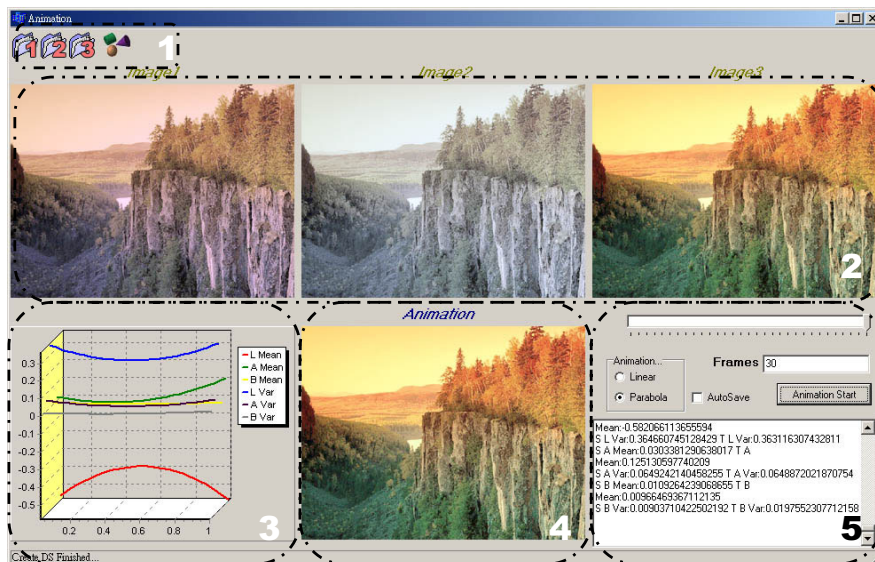 Animation
1 2 3
1
Image1 Image2 Image3
2
L Mean
A Mean
B Mean
L Var
A Var
B Var
0.3
0.2
0.1
0
-0.1
-0.2
-0.3
-0.4
-0.5
0.2 0.4 0.6 0.8 1
3
Animation
4
Animation...
Linear
Parabola
Frames 30
AutoSave
Animation Start
Mean:-0.582066113655594
S L Var:0.364660745128429 T L Var:0.363116307432811
S A Mean:0.0303381290638017 T A
Mean:0.125130597740209
S A Var:0.0649242140458255 T A Var:0.0648872021870754
S B Mean:0.0109264239068655 T B
Mean:0.00966469367112135
S B Var:0.00903710422502192 T B Var:0.0197552307712158
5
Create DS Finished...